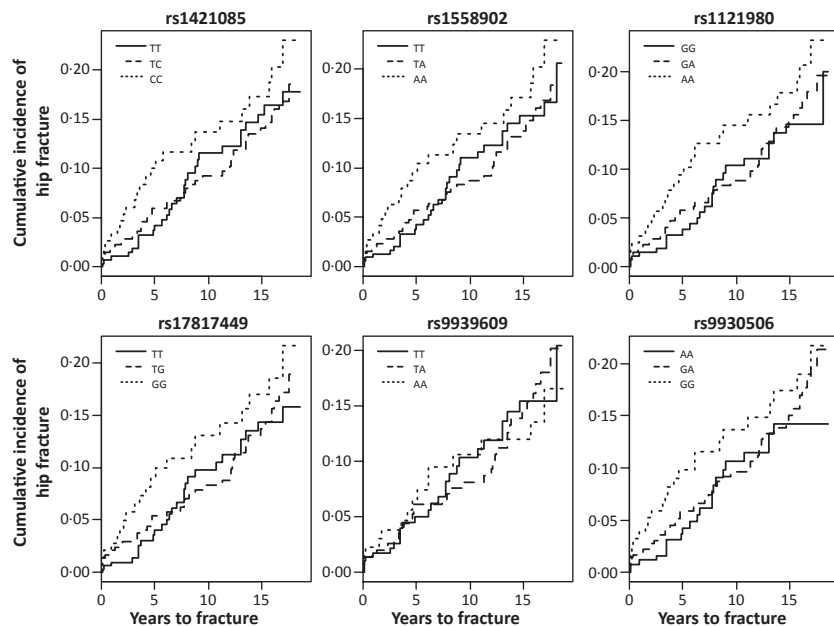 rs1421085
rs1558902
rs1121980
Cumulative incidence of
hip fracture
0·20
0·15
0·10
0·05
0·00
TT
TC
CC
0 5 10 15
0·20
0·15
0·10
0·05
0·00
TT
TA
AA
0 5 10 15
0·20
0·15
0·10
0·05
0·00
GG
GA
AA
0 5 10 15
rs17817449
rs9939609
rs9930506
Cumulative incidence of
hip fracture
0·20
0·15
0·10
0·05
0·00
TT
TG
GG
0 5 10 15
Years to fracture
0·20
0·15
0·10
0·05
0·00
TT
TA
AA
0 5 10 15
Years to fracture
0·20
0·15
0·10
0·05
0·00
AA
GA
GG
0 5 10 15
Years to fracture